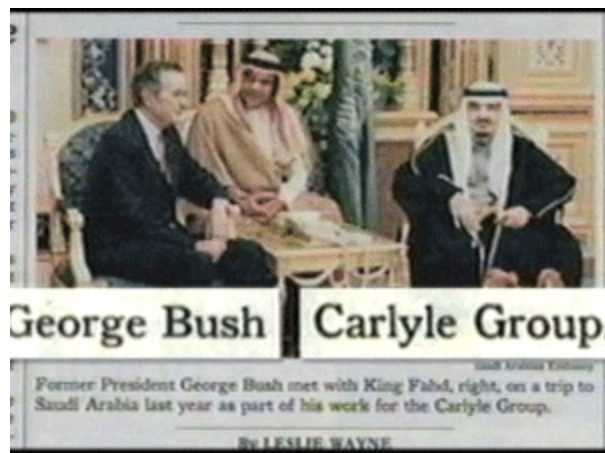 George Bush
Carlyle Group
Saudi Arabian Embassy
Former President George Bush met with King Fahd, right, on a trip to
Saudi Arabia last year as part of his work for the Carlyle Group.
By LESLIE WAYNE